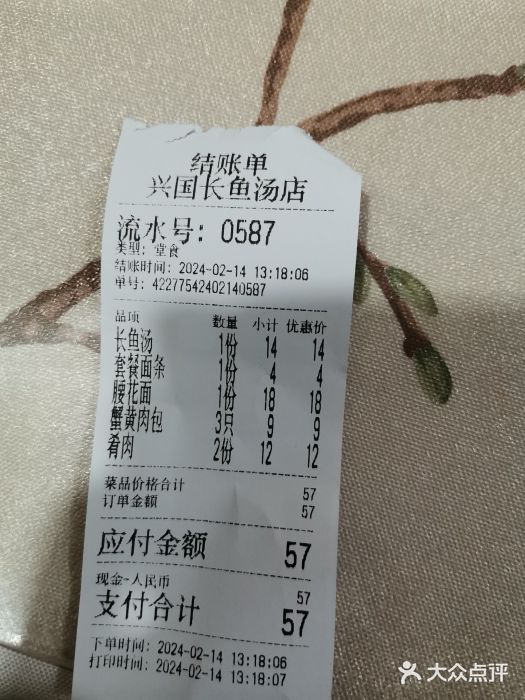 结账单
兴国长鱼汤店
流水号：0587
类型：堂食
结账时间：2024-02-14 13:18:06
单号：42277542402140587
品项 数量 小计 优惠价
长鱼汤 1份 14 14
套餐面条 1份 4 4
腰花面 1份 18 18
蟹黄肉包 3只 9 9
肴肉 2份 12 12
菜品价格合计 57
订单金额 57
应付金额 57
现金-人民币 57
支付合计 57
下单时间：2024-02-14 13:18:06
打印时间：2024-02-14 13:18:07
大众点评